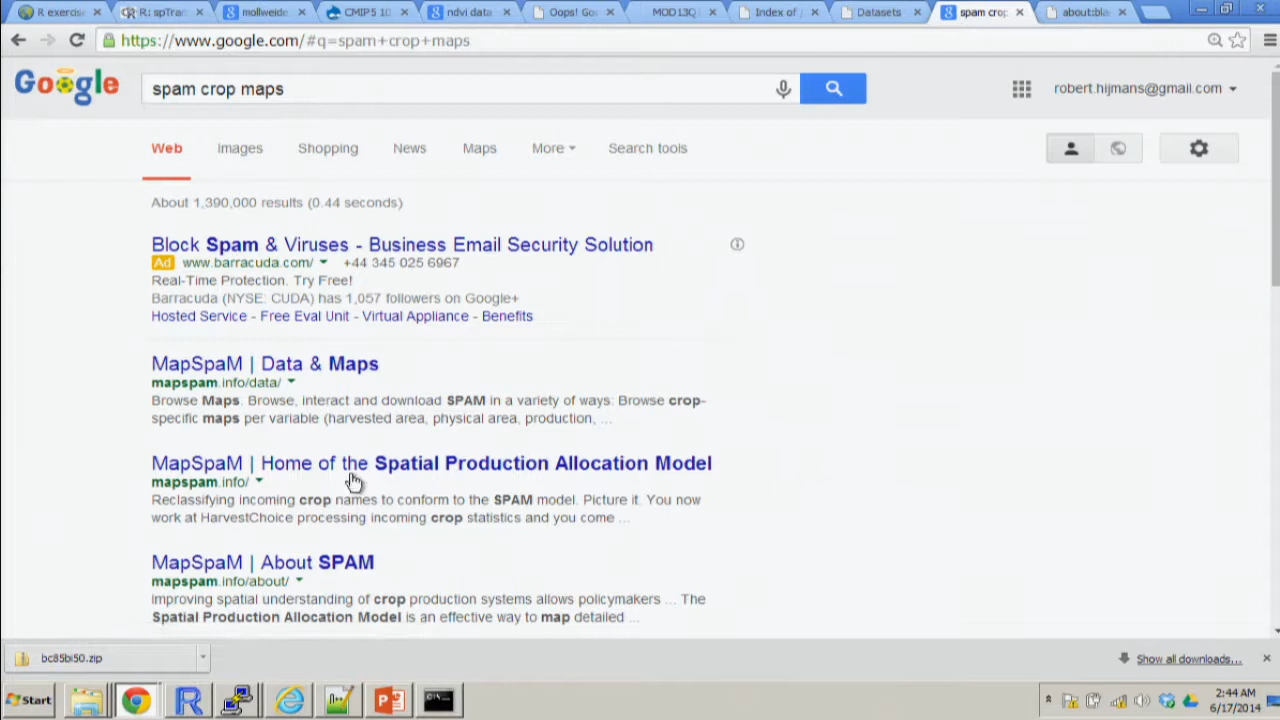 R exercise
R: spTra
mollweide
CMIP5 10
ndvi data
Oops! Go
MOD13Q
Index of /
Datasets
spam crop
about:bla
https://www.google.com/#q=spam+crop+maps
Google
spam crop maps
robert.hijmans@gmail.com
Web Images Shopping News Maps More Search tools
About 1,390,000 results (0.44 seconds)
Block Spam & Viruses - Business Email Security Solution
Ad www.barracuda.com/ +44 345 025 6967
Real-Time Protection. Try Free!
Barracuda (NYSE: CUDA) has 1,057 followers on Google+
Hosted Service - Free Eval Unit - Virtual Appliance - Benefits
MapSpaM | Data & Maps
mapspam.info/data/
Browse Maps. Browse, interact and download SPAM in a variety of ways: Browse crop-
specific maps per variable (harvested area, physical area, production, ...
MapSpaM | Home of the Spatial Production Allocation Model
mapspam.info/
Reclassifying incoming crop names to conform to the SPAM model. Picture it. You now
work at HarvestChoice processing incoming crop statistics and you come ...
MapSpaM | About SPAM
mapspam.info/about/
Improving spatial understanding of crop production systems allows policymakers ... The
Spatial Production Allocation Model is an effective way to map detailed ...
bc85bi50.zip
Show all downloads...
Start
2:44 AM
6/17/2014